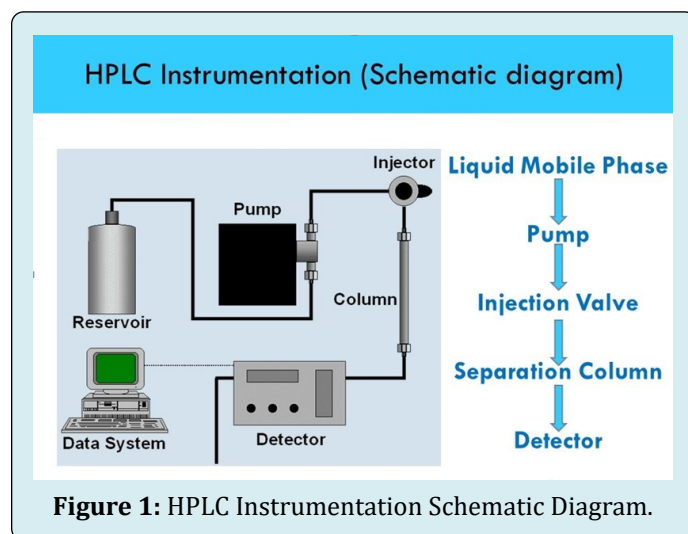 HPLC Instrumentation (Schematic diagram)
Injector
Pump
Column
Reservoir
Data System
Detector
Liquid Mobile Phase
Pump
Injection Valve
Separation Column
Detector
Figure 1: HPLC Instrumentation Schematic Diagram.